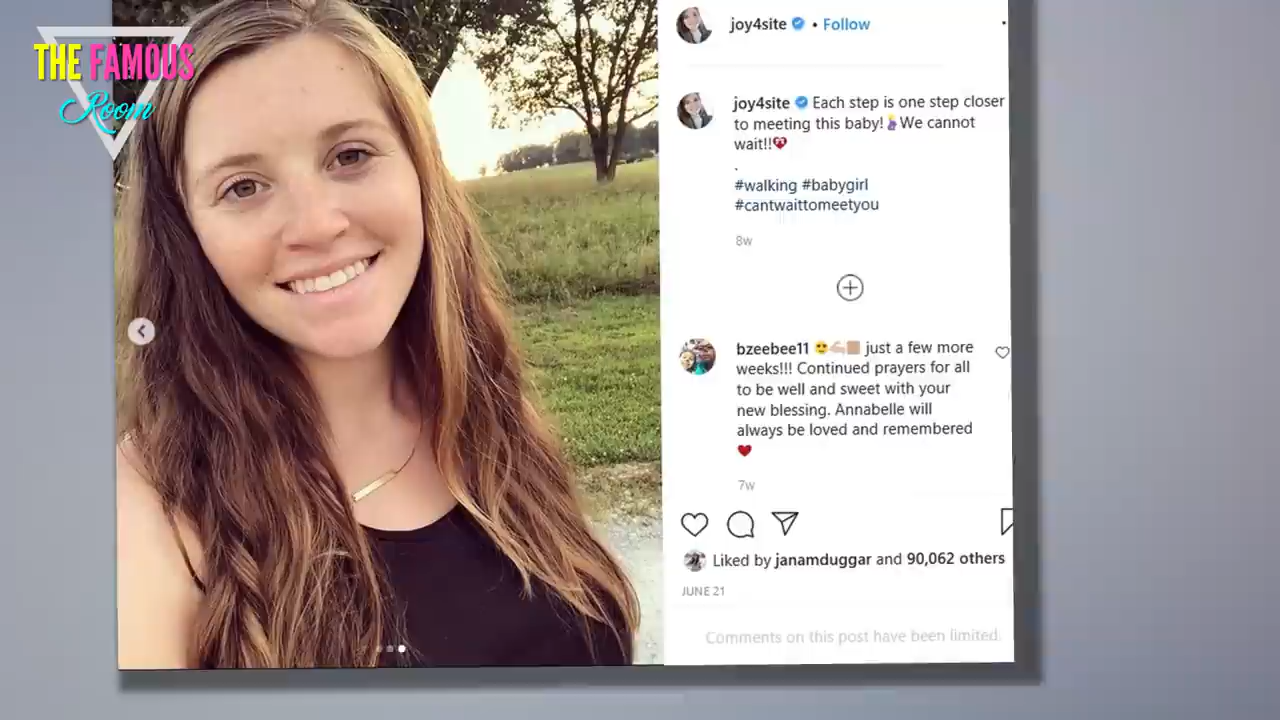 THE FAMOUS
Room
joy4site • Follow
joy4site Each step is one step closer
to meeting this baby! We cannot
wait!!
.
#walking #babygirl
#cantwaittomeetyou
8w
bzeebee11 just a few more
weeks!!! Continued prayers for all
to be well and sweet with your
new blessing. Annabelle will
always be loved and remembered
7w
Liked by janamduggar and 90,062 others
JUNE 21
Comments on this post have been limited.